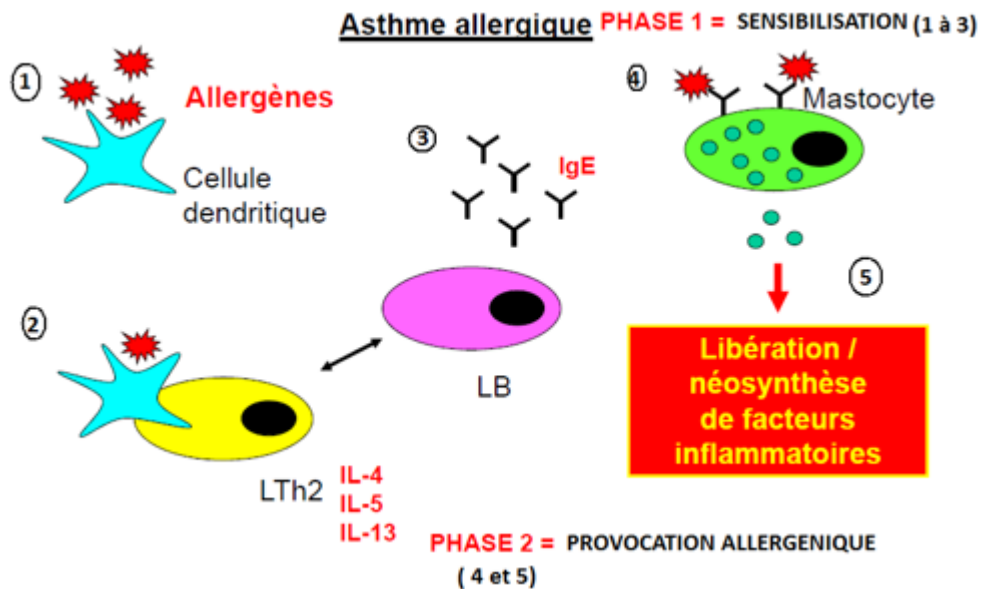 Asthme allergique PHASE 1 = SENSIBILISATION (1 à 3)
1
Allergènes
Cellule
dendritique
2
LTh2
IL-4
IL-5
IL-13
3
IgE
LB
4
Mastocyte
5
Libération /
néosynthèse
de facteurs
inflammatoires
PHASE 2 = PROVOCATION ALLERGENIQUE
( 4 et 5)